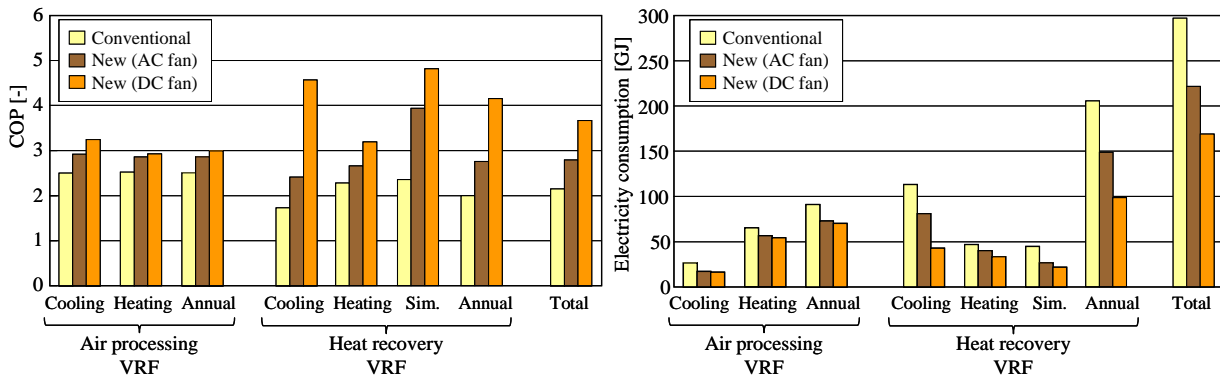 COP [-]
6
5
4
3
2
1
0
Conventional
New (AC fan)
New (DC fan)
Cooling Heating Annual Cooling Heating Sim. Annual Total
Air processing
VRF
Heat recovery
VRF
Electricity consumption [GJ]
300
250
200
150
100
50
0
Conventional
New (AC fan)
New (DC fan)
Cooling Heating Annual Cooling Heating Sim. Annual Total
Air processing
VRF
Heat recovery
VRF